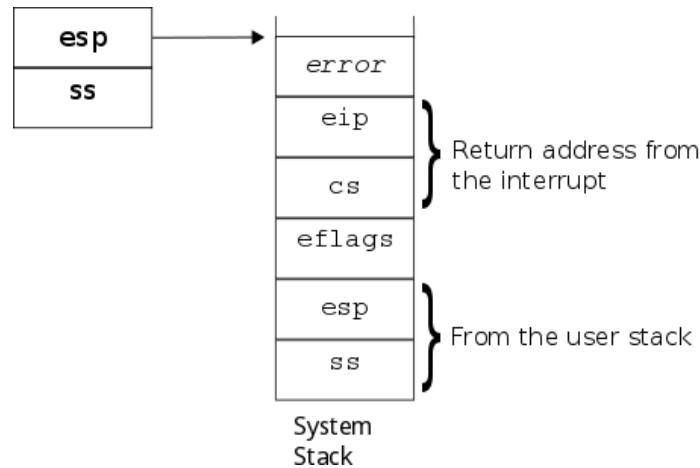 esp
ss
error
eip
cs
eflags
esp
ss
Return address from
the interrupt
From the user stack
System
Stack